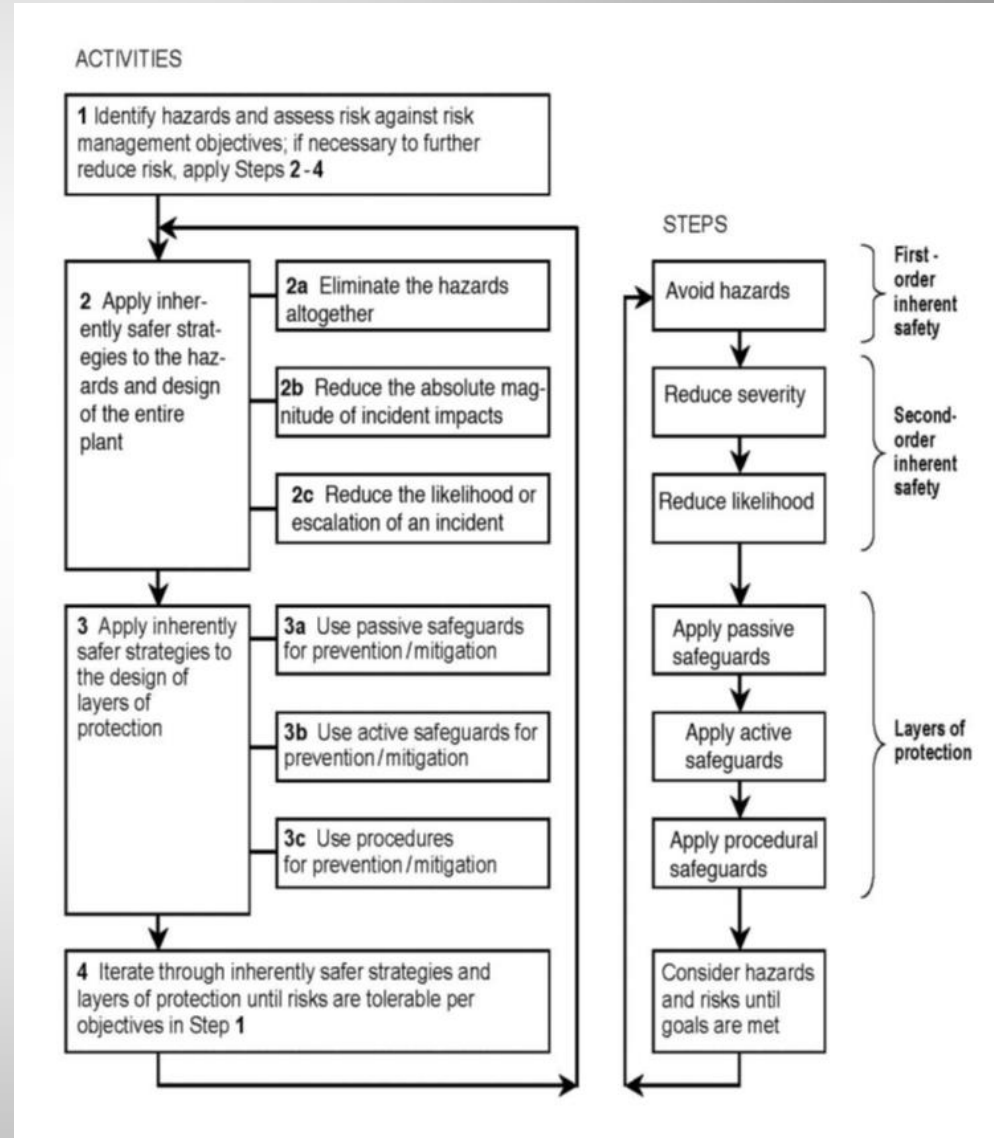 ACTIVITIES
1 Identify hazards and assess risk against risk
management objectives; if necessary to further
reduce risk, apply Steps 2-4
2 Apply inher-
ently safer strat-
egies to the haz-
ards and design
of the entire
plant
2a Eliminate the hazards
altogether
2b Reduce the absolute mag-
nitude of incident impacts
2c Reduce the likelihood or
escalation of an incident
3 Apply inherently
safer strategies to
the design of
layers of
protection
3a Use passive safeguards
for prevention/mitigation
3b Use active safeguards for
prevention/mitigation
3c Use procedures
for prevention/mitigation
4 Iterate through inherently safer strategies and
layers of protection until risks are tolerable per
objectives in Step 1
STEPS
Avoid hazards
Reduce severity
Reduce likelihood
Apply passive
safeguards
Apply active
safeguards
Apply procedural
safeguards
Consider hazards
and risks until
goals are met
First-
order
inherent
safety
Second-
order
inherent
safety
Layers of
protection